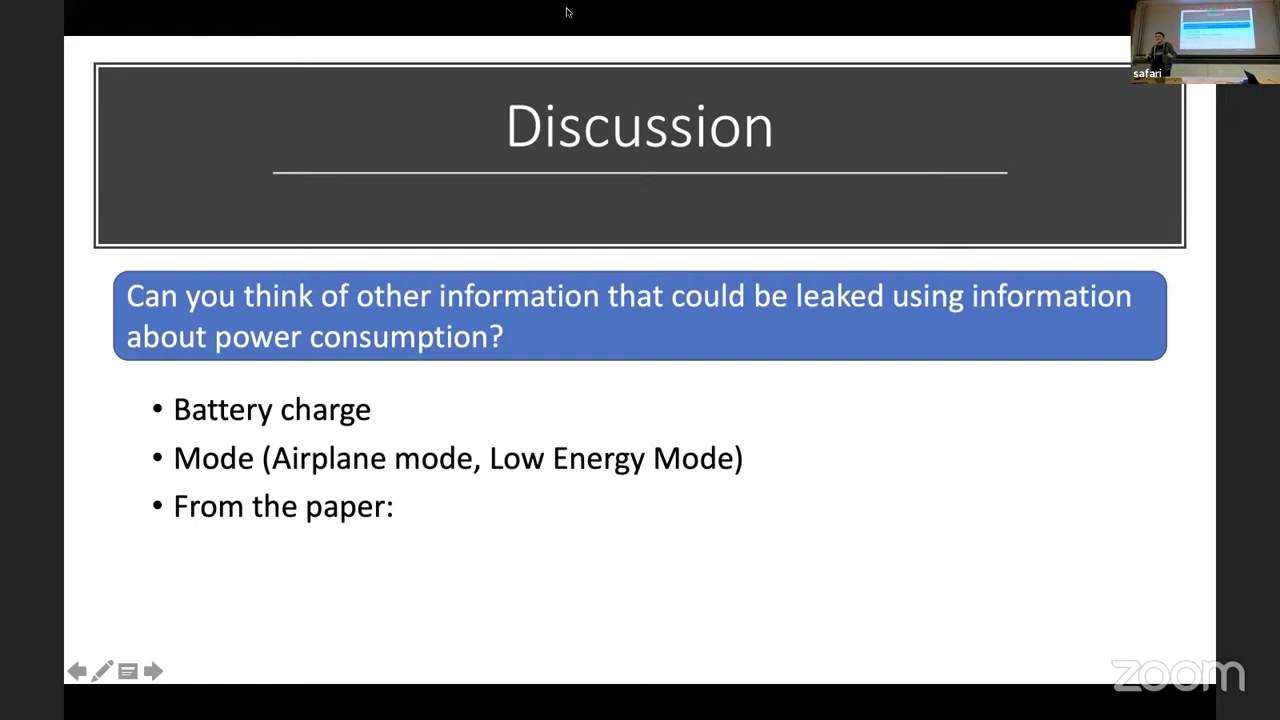 safari
Discussion
Can you think of other information that could be leaked using information
about power consumption?
• Battery charge
• Mode (Airplane mode, Low Energy Mode)
• From the paper:
zoom